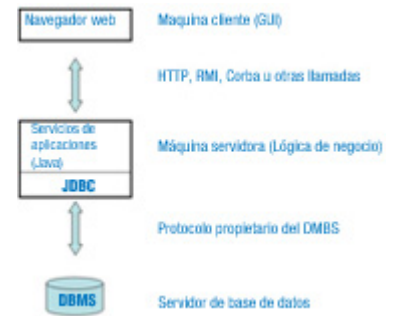 Navegador web
Maquina cliente (GUI)
HTTP, RMI, Corba u otras llamadas
Servicios de
aplicaciones
(Java)
JDBC
Máquina servidora (Lógica de negocio)
Protocolo propietario del DMBS
DBMS
Servidor de base de datos